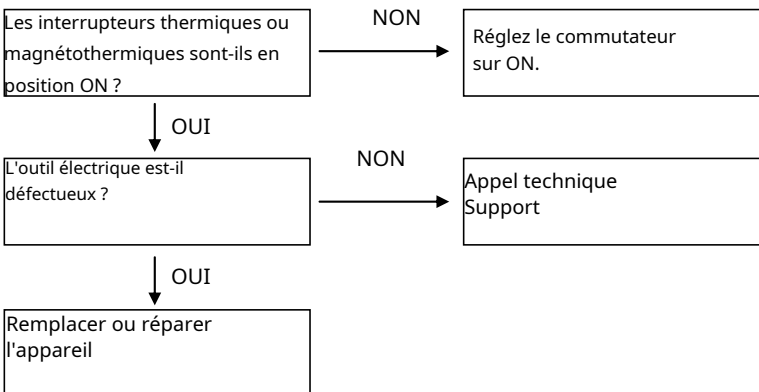 Les interrupteurs thermiques ou
magnétothermiques sont-ils en
position ON ?
NON
Réglez le commutateur
sur ON.
OUI
L'outil électrique est-il
défectueux ?
NON
Appel technique
Support
OUI
Remplacer ou réparer
l'appareil